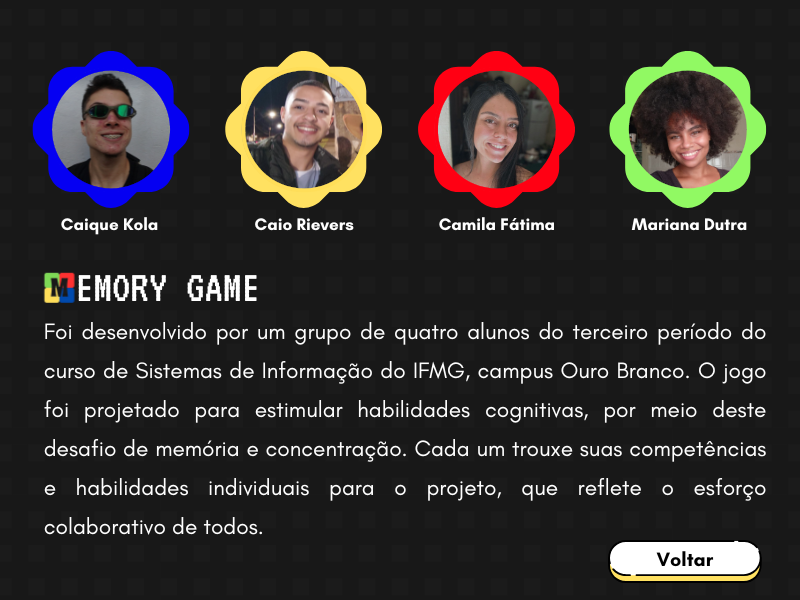 Caique Kola Caio Rievers Camila Fátima Mariana Dutra
MEMORY GAME
Foi desenvolvido por um grupo de quatro alunos do terceiro período do
curso de Sistemas de Informação do IFMG, campus Ouro Branco. O jogo
foi projetado para estimular habilidades cognitivas, por meio deste
desafio de memória e concentração. Cada um trouxe suas competências
e habilidades individuais para o projeto, que reflete o esforço
colaborativo de todos.
Voltar